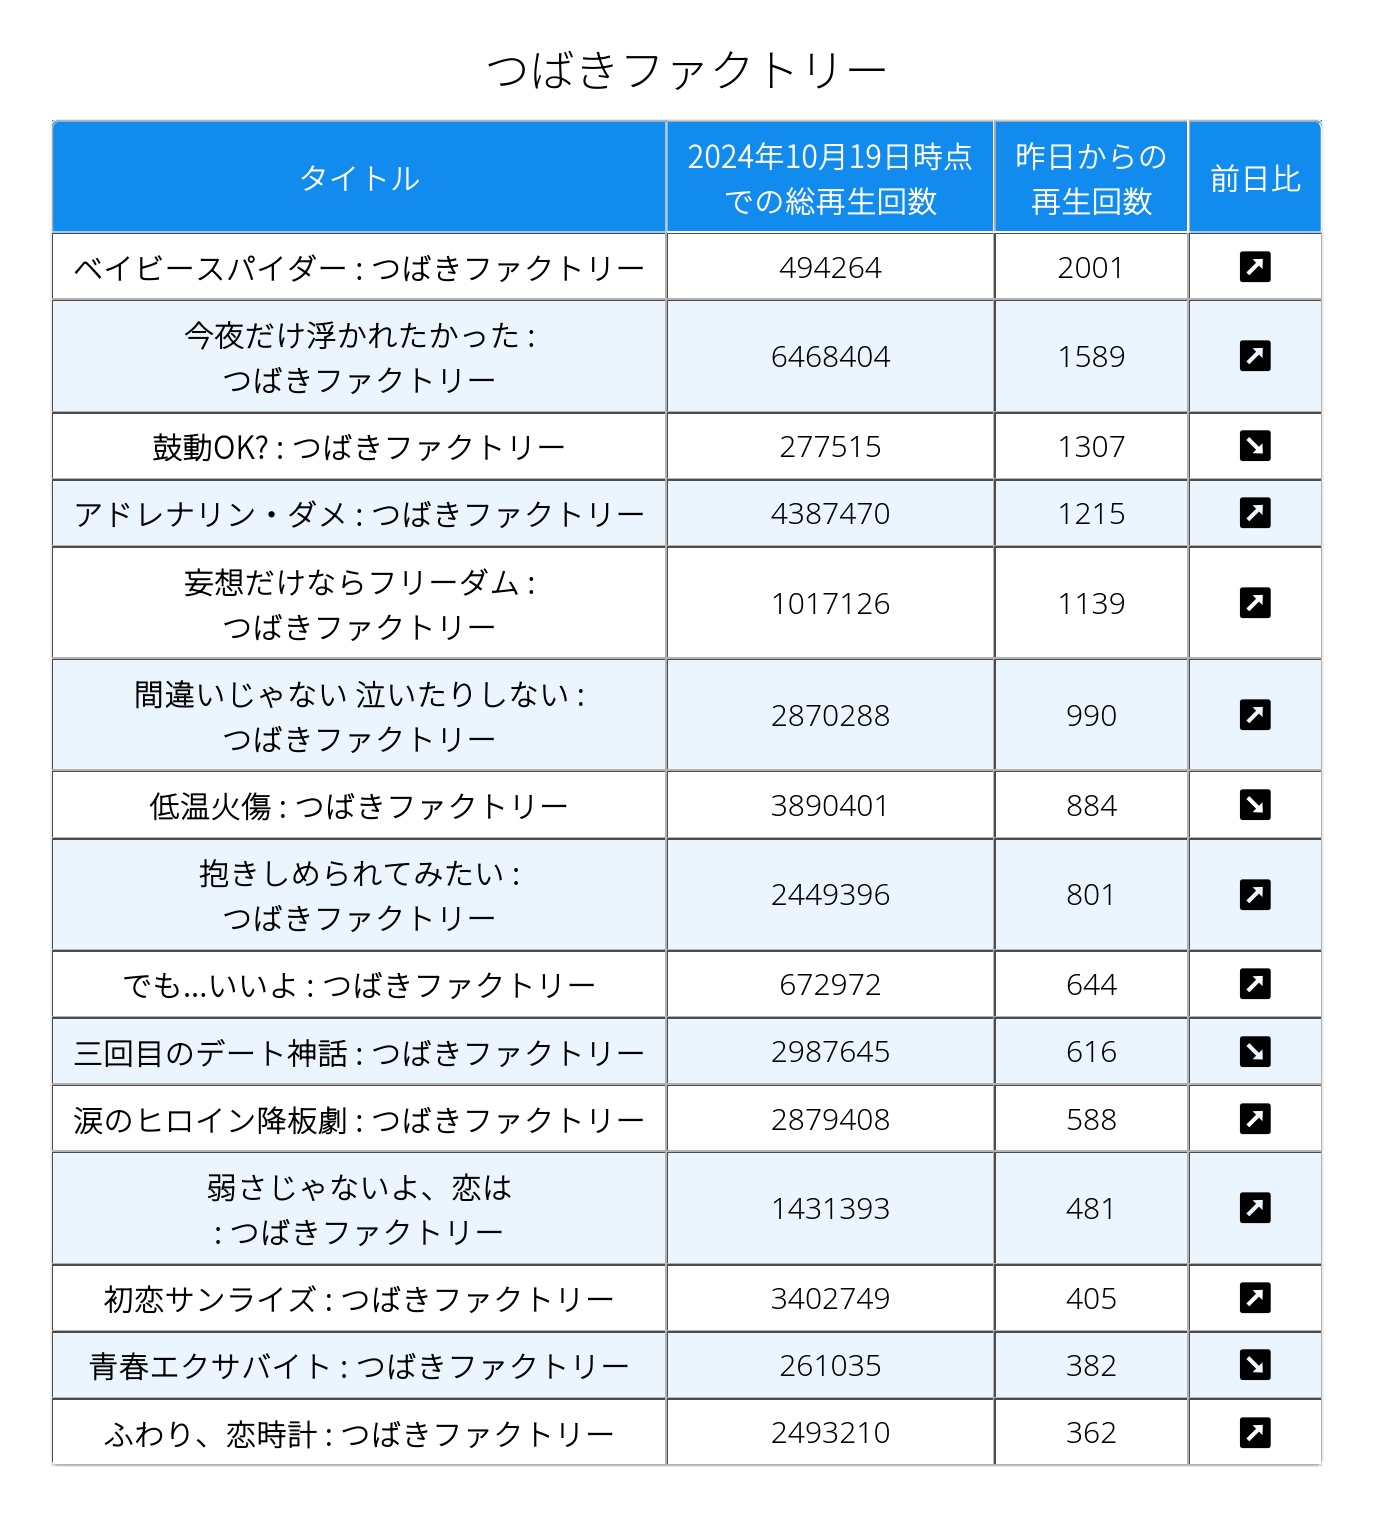 つばきファクトリー
タイトル
2024年10月19日時点
での総再生回数
昨日からの
再生回数
前日比
ベイビースパイダー : つばきファクトリー 494264 2001 ↗
今夜だけ浮かれたかった :
つばきファクトリー
6468404 1589 ↗
鼓動OK? : つばきファクトリー 277515 1307 ↘
アドレナリン・ダメ : つばきファクトリー 4387470 1215 ↗
妄想だけならフリーダム :
つばきファクトリー
1017126 1139 ↗
間違いじゃない 泣いたりしない :
つばきファクトリー
2870288 990 ↗
低温火傷 : つばきファクトリー 3890401 884 ↘
抱きしめられてみたい :
つばきファクトリー
2449396 801 ↗
でも...いいよ : つばきファクトリー 672972 644 ↗
三回目のデート神話 : つばきファクトリー 2987645 616 ↘
涙のヒロイン降板劇 : つばきファクトリー 2879408 588 ↗
弱さじゃないよ、恋は
: つばきファクトリー
1431393 481 ↗
初恋サンライズ : つばきファクトリー 3402749 405 ↗
青春エクサバイト : つばきファクトリー 261035 382 ↘
ふわり、恋時計 : つばきファクトリー 2493210 362 ↗